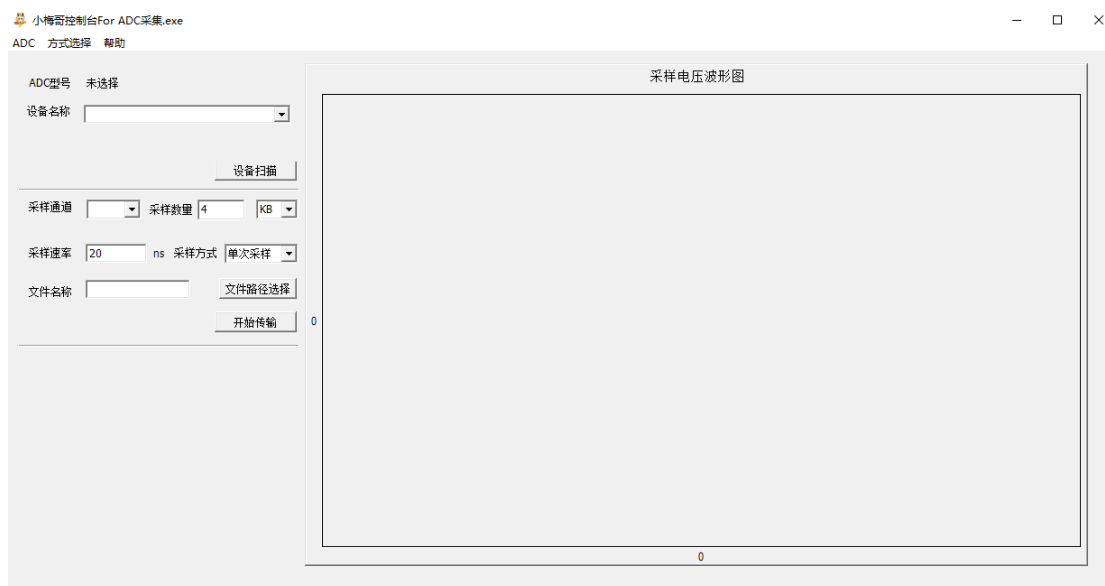 小梅哥控制台For ADC采集.exe
ADC 方式选择 帮助
ADC型号 未选择
设备名称
设备扫描
采样通道 采样数量 4 KB
采样速率 20 ns 采样方式 单次采样
文件名称 文件路径选择
开始传输
采样电压波形图
0
0